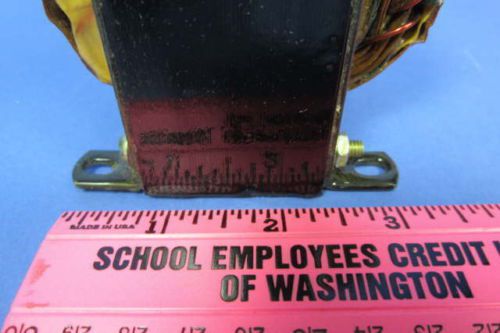 MADE IN USA 1 2 3
SCHOOL EMPLOYEES CREDIT
OF WASHINGTON